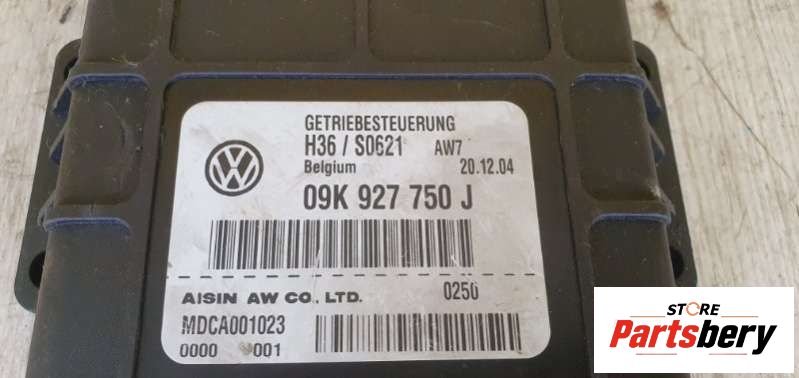 GETRIEBESTEUERUNG
H36 / S0621 AW7
Belgium 20.12.04
09K 927 750 J
AISIN AW CO., LTD. 0250
MDCA001023
0000 001
STORE
Partsbery